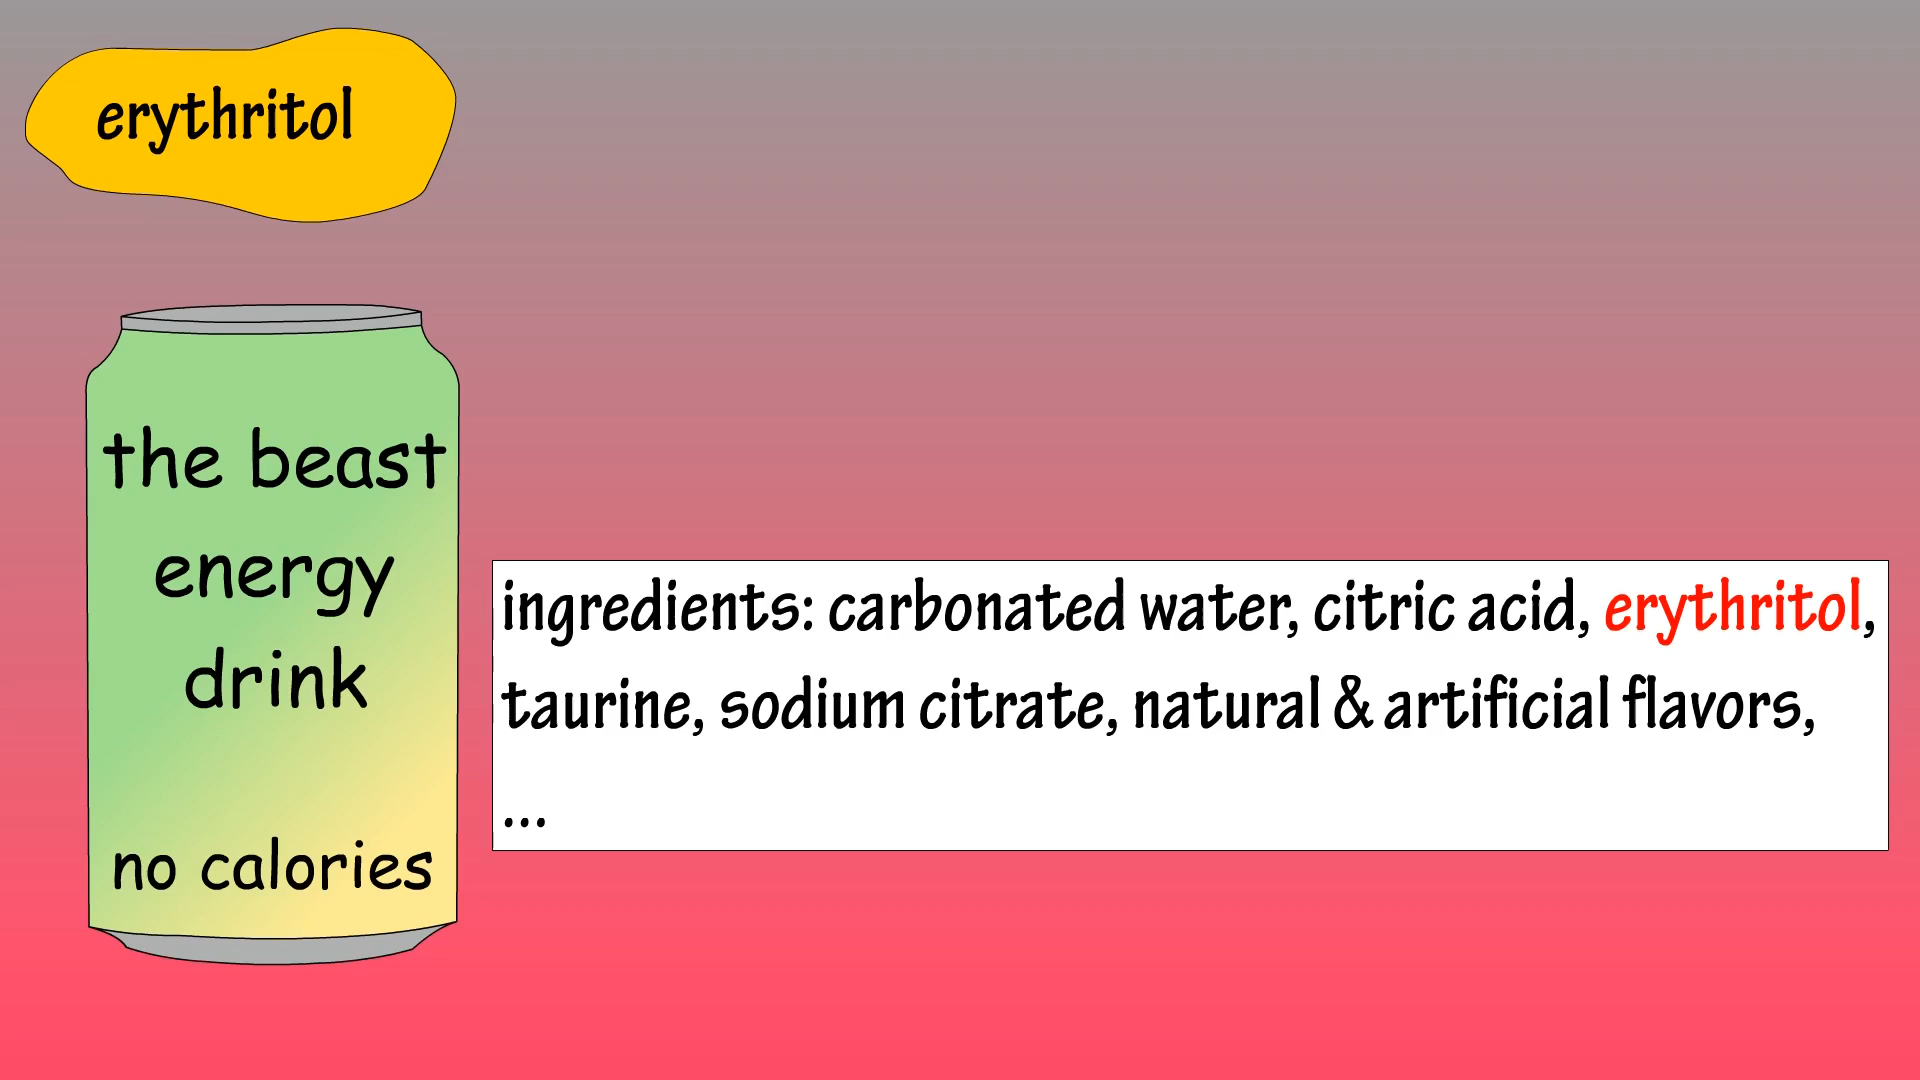 erythritol
the beast
energy
drink
no calories
ingredients: carbonated water, citric acid, erythritol,
taurine, sodium citrate, natural & artificial flavors,
...